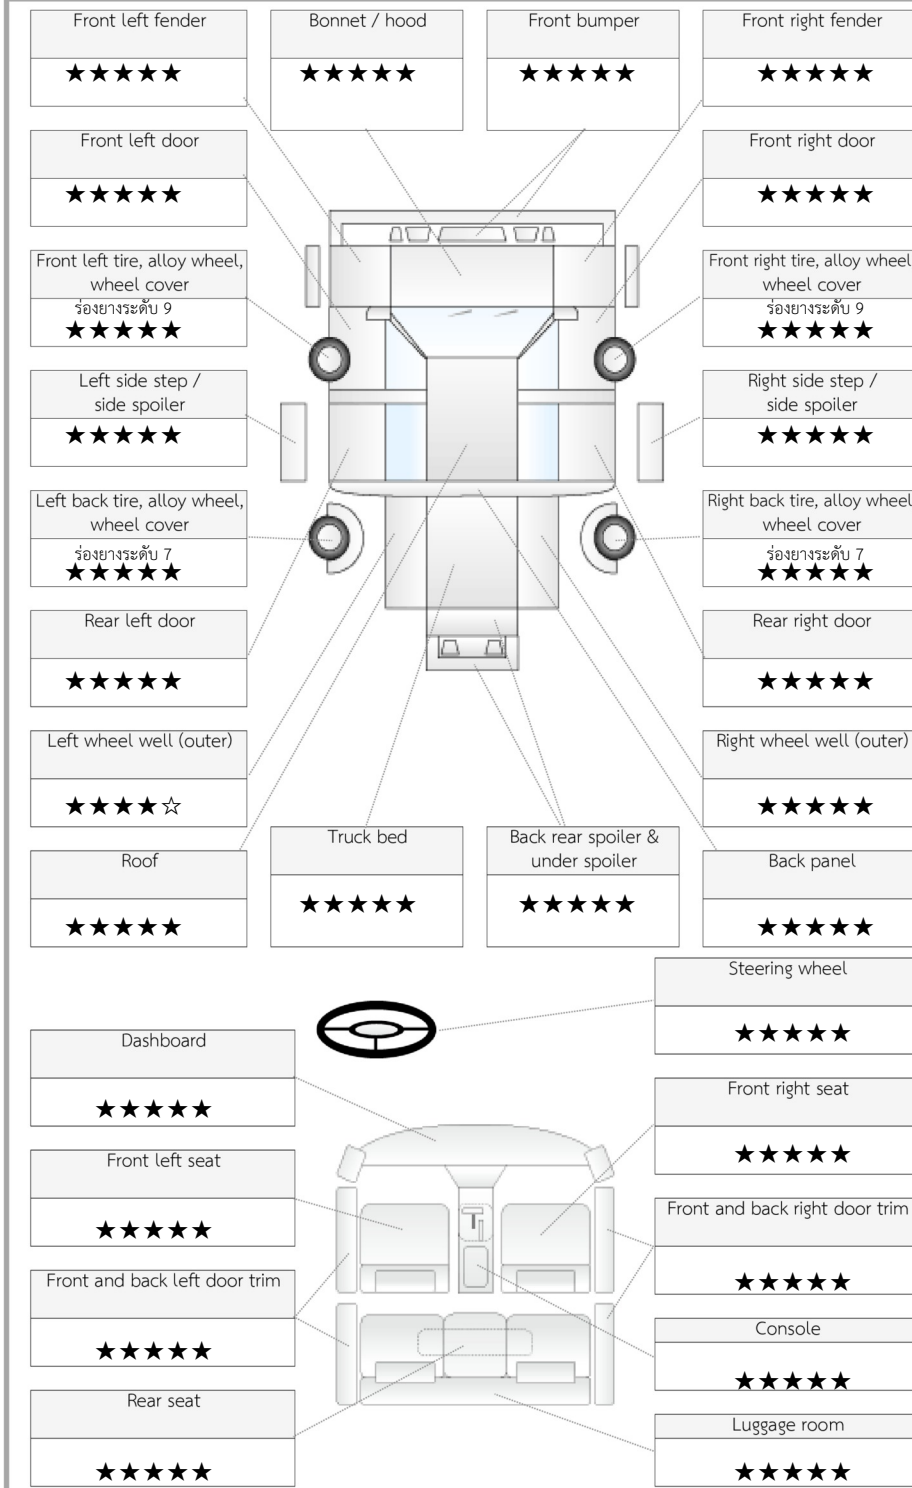 Front left fender
★★★★★
Bonnet / hood
★★★★★
Front bumper
★★★★★
Front right fender
★★★★★
Front left door
★★★★★
Front right door
★★★★★
Front left tire, alloy wheel,
wheel cover
ร่องยางระดับ 9
★★★★★
Front right tire, alloy wheel
wheel cover
ร่องยางระดับ 9
★★★★★
Left side step /
side spoiler
★★★★★
Right side step /
side spoiler
★★★★★
Left back tire, alloy wheel,
wheel cover
ร่องยางระดับ 7
★★★★★
Right back tire, alloy wheel
wheel cover
ร่องยางระดับ 7
★★★★★
Rear left door
★★★★★
Rear right door
★★★★★
Left wheel well (outer)
★★★★☆
Right wheel well (outer)
★★★★★
Roof
★★★★★
Truck bed
★★★★★
Back rear spoiler &
under spoiler
★★★★★
Back panel
★★★★★
Steering wheel
★★★★★
Dashboard
★★★★★
Front right seat
★★★★★
Front left seat
★★★★★
Front and back right door trim
★★★★★
Front and back left door trim
★★★★★
Console
★★★★★
Rear seat
★★★★★
Luggage room
★★★★★